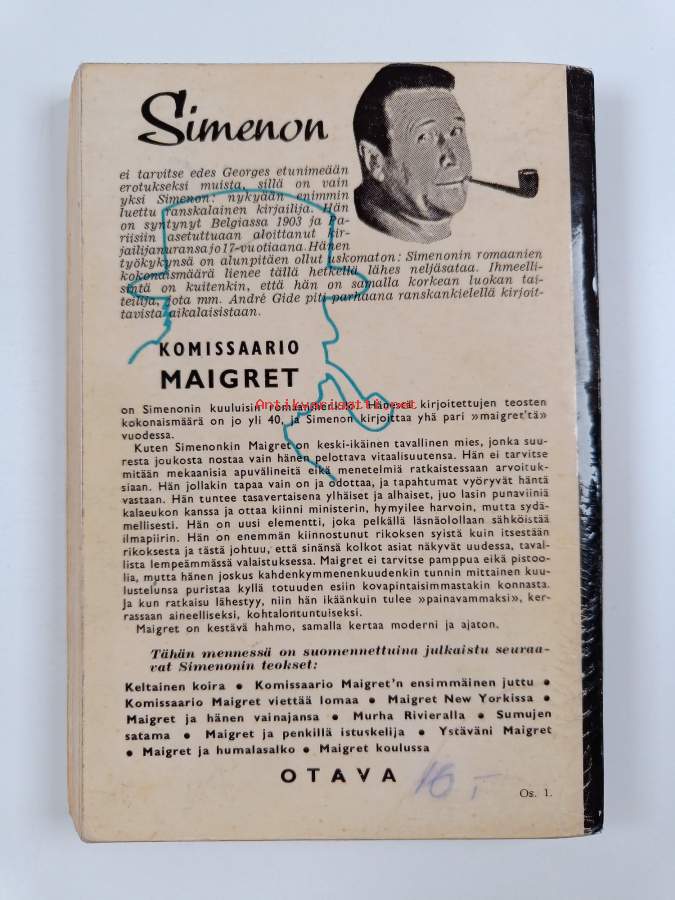 Simenon
ei tarvitse edes Georges etunimeään
erotukseksi muista, sillä on vain
yksi Simenon: nykyään enimmin
luettu ranskalainen kirjailija. Hän
on syntynyt Belgiassa 1903 ja Pa-
riisiin asetuttuaan aloittanut kir-
jailijanuransa jo 17-vuotiaana. Hänen
työkykynsä on alunpitäen ollut uskomaton: Simenonin romaanien
kokonaismäärä lienee tällä hetkellä lähes neljäsataa. Ihmeelli-
sintä on kuitenkin, että hän on samalla korkean luokan tai-
teilija, jota mm. André Gide piti parhaana ranskankielellä kirjoit-
tavista aikalaisistaan.
KOMISSAARIO
MAIGRET
Antikvariaatit.net
on Simenonin kuuluisin romaanihenkilö. Hänestä kirjoitettujen teosten
kokonaismäärä on jo yli 40, ja Simenon kirjoittaa yhä pari »maigret'tä»
vuodessa.
Kuten Simenonkin Maigret on keski-ikäinen tavallinen mies, jonka suu-
resta joukosta nostaa vain hänen pelottava vitaalisuutensa. Hän ei tarvitse
mitään mekaanisia apuvälineitä eikä menetelmiä ratkaistessaan arvoituk-
siaan. Hän jollakin tapaa vain on ja odottaa, ja tapahtumat vyöryvät häntä
vastaan. Hän tuntee tasavertaisena ylhäiset ja alhaiset, juo lasin punaviiniä
kalaeukon kanssa ja ottaa kiinni ministerin, hymyilee harvoin, mutta sydä-
mellisesti. Hän on uusi elementti, joka pelkällä läsnäolollaan sähköistää
ilmapiirin. Hän on enemmän kiinnostunut rikoksen syistä kuin itsestään
rikoksesta ja tästä johtuu, että sinänsä kolkot asiat näkyvät uudessa, taval-
lista lempeämmässä valaistuksessa. Maigret ei tarvitse pamppua eikä pistoo-
lia, mutta hänen joskus kahdenkymmenenkuudenkin tunnin mittainen kuu-
lustelunsa puristaa kyllä totuuden esiin kovapintaisimmastakin konnasta.
Ja kun ratkaisu lähestyy, niin hän ikäänkuin tulee »painavammaksi», ker-
rassaan aineelliseksi, kohtalontuntuiseksi.
Maigret on kestävä hahmo, samalla kertaa moderni ja ajaton.
Tähän mennessä on suomennettuina julkaistu seuraa-
vat Simenonin teokset:
Keltainen koira • Komissaario Maigret'n ensimmäinen juttu •
Komissaario Maigret viettää lomaa • Maigret New Yorkissa •
Maigret ja hänen vainajansa • Murha Rivieralla • Sumujen
satama • Maigret ja penkillä istuskelija • Ystäväni Maigret
• Maigret ja humalasalko • Maigret koulussa
OTAVA 16,-
Os. 1.